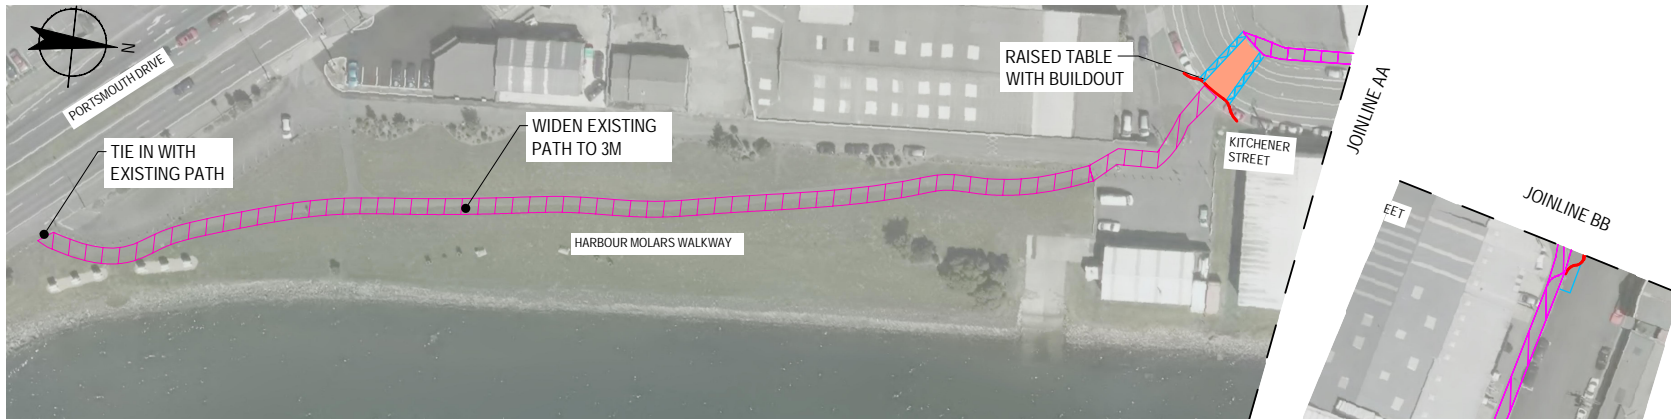 N
PORTSMOUTH DRIVE
TIE IN WITH
EXISTING PATH
WIDEN EXISTING
PATH TO 3M
HARBOUR MOLARS WALKWAY
RAISED TABLE
WITH BUILDOUT
KITCHENER
STREET
JOINLINE AA
JOINLINE BB
EET